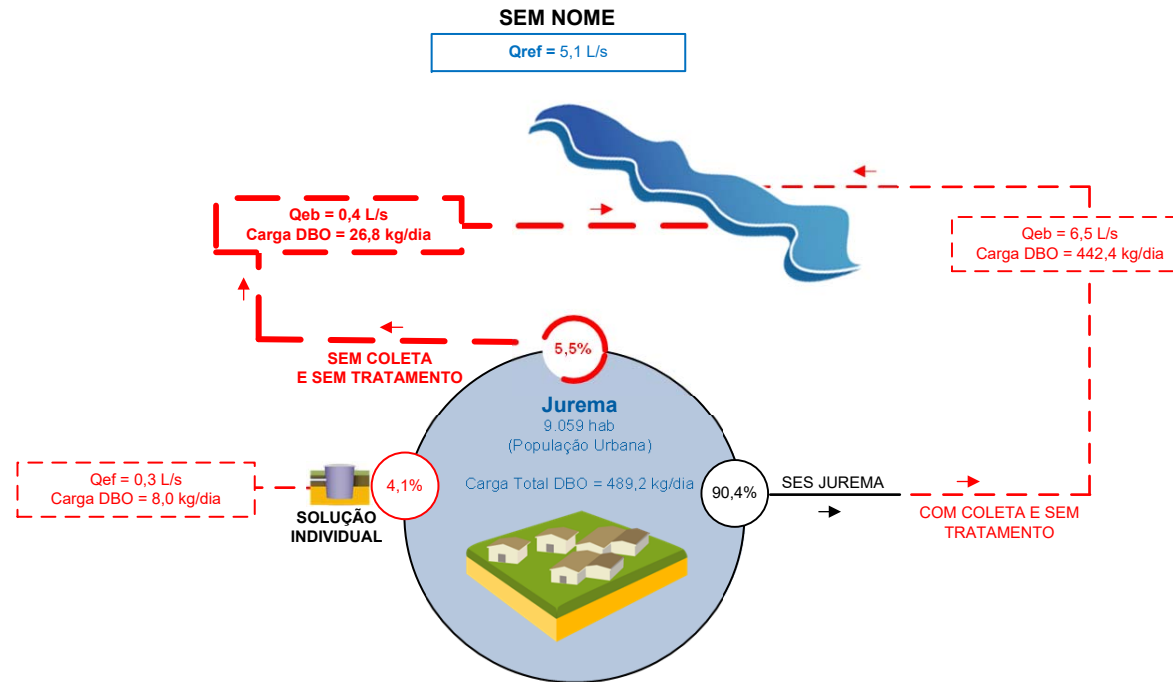 SEM NOME
Qref = 5,1 L/s
Qeb = 0,4 L/s
Carga DBO = 26,8 kg/dia
Qeb = 6,5 L/s
Carga DBO = 442,4 kg/dia
SEM COLETA
E SEM TRATAMENTO
5,5%
Jurema
9.059 hab
(População Urbana)
Carga Total DBO = 489,2 kg/dia
Qef = 0,3 L/s
Carga DBO = 8,0 kg/dia
SOLUÇÃO
INDIVIDUAL
4,1%
90,4%
SES JUREMA
COM COLETA E SEM
TRATAMENTO